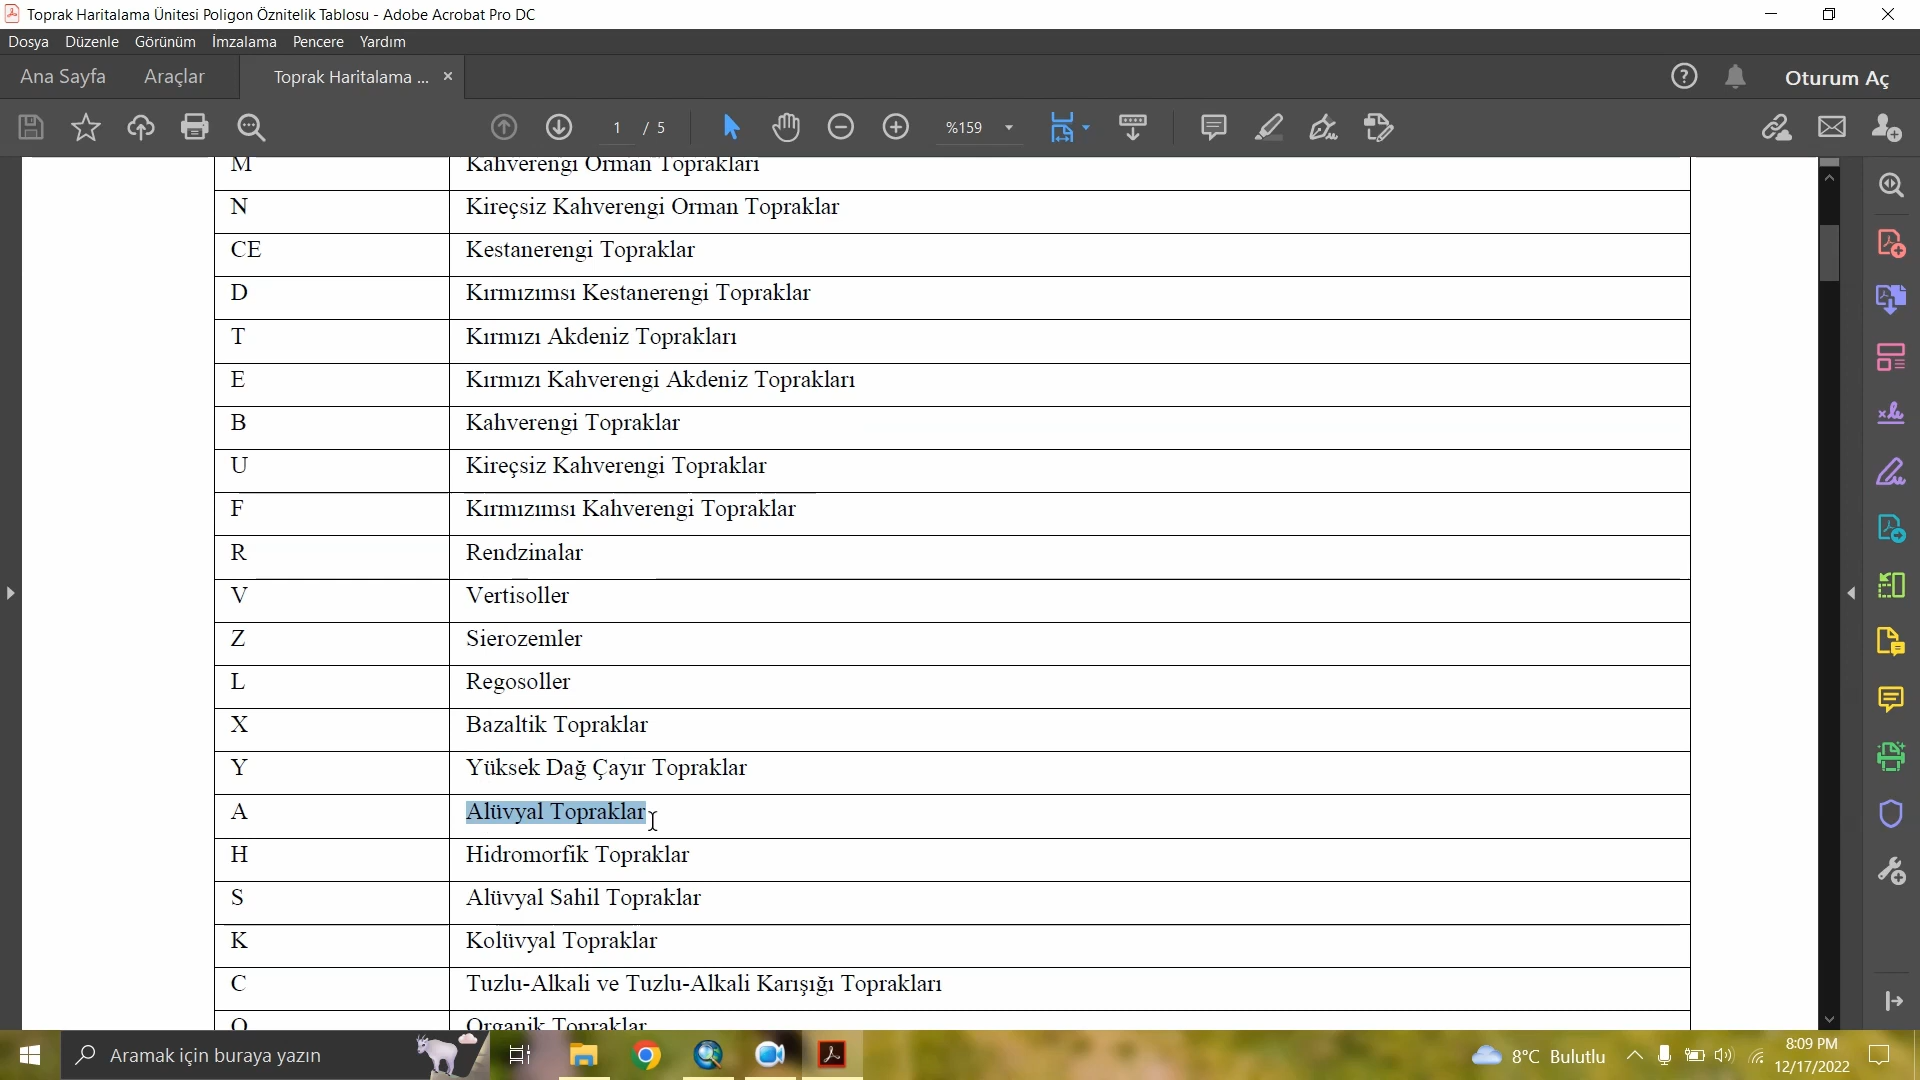 Toprak Haritalama Ünitesi Poligon Öznitelik Tablosu - Adobe Acrobat Pro DC
Dosya Düzenle Görünüm İmzalama Pencere Yardım
Ana Sayfa Araçlar Toprak Haritalama ... × Oturum Aç
1 / 5 %159
M Kahverengi Orman Toprakları
N Kireçsiz Kahverengi Orman Topraklar
CE Kestanerengi Topraklar
D Kırmızımsı Kestanerengi Topraklar
T Kırmızı Akdeniz Toprakları
E Kırmızı Kahverengi Akdeniz Toprakları
B Kahverengi Topraklar
U Kireçsiz Kahverengi Topraklar
F Kırmızımsı Kahverengi Topraklar
R Rendzinalar
V Vertisoller
Z Sierozemler
L Regosoller
X Bazaltik Topraklar
Y Yüksek Dağ Çayır Topraklar
A Alüvyal Topraklar
H Hidromorfik Topraklar
S Alüvyal Sahil Topraklar
K Kolüvyal Topraklar
C Tuzlu-Alkali ve Tuzlu-Alkali Karışığı Toprakları
O Organik Topraklar
Aramak için buraya yazın
8°C Bulutlu
8:09 PM
12/17/2022